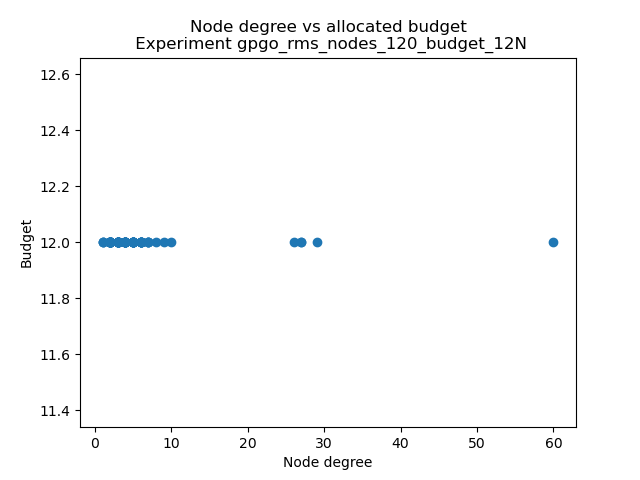 Node degree vs allocated budget
Experiment gpgo_rms_nodes_120_budget_12N
12.6
12.4
12.2
12.0
11.8
11.6
11.4
Budget
0 10 20 30 40 50 60
Node degree